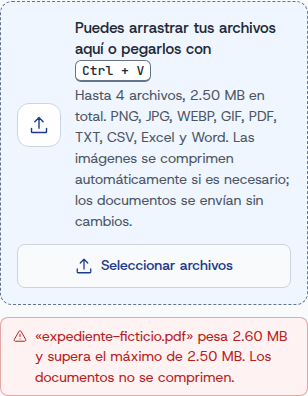 Puedes arrastrar tus archivos
aquí o pegarlos con
Ctrl + V
Hasta 4 archivos, 2.50 MB en
total. PNG, JPG, WEBP, GIF, PDF,
TXT, CSV, Excel y Word. Las
imágenes se comprimen
automáticamente si es necesario;
los documentos se envían sin
cambios.
Seleccionar archivos
«expediente-ficticio.pdf» pesa 2.60 MB
y supera el máximo de 2.50 MB. Los
documentos no se comprimen.